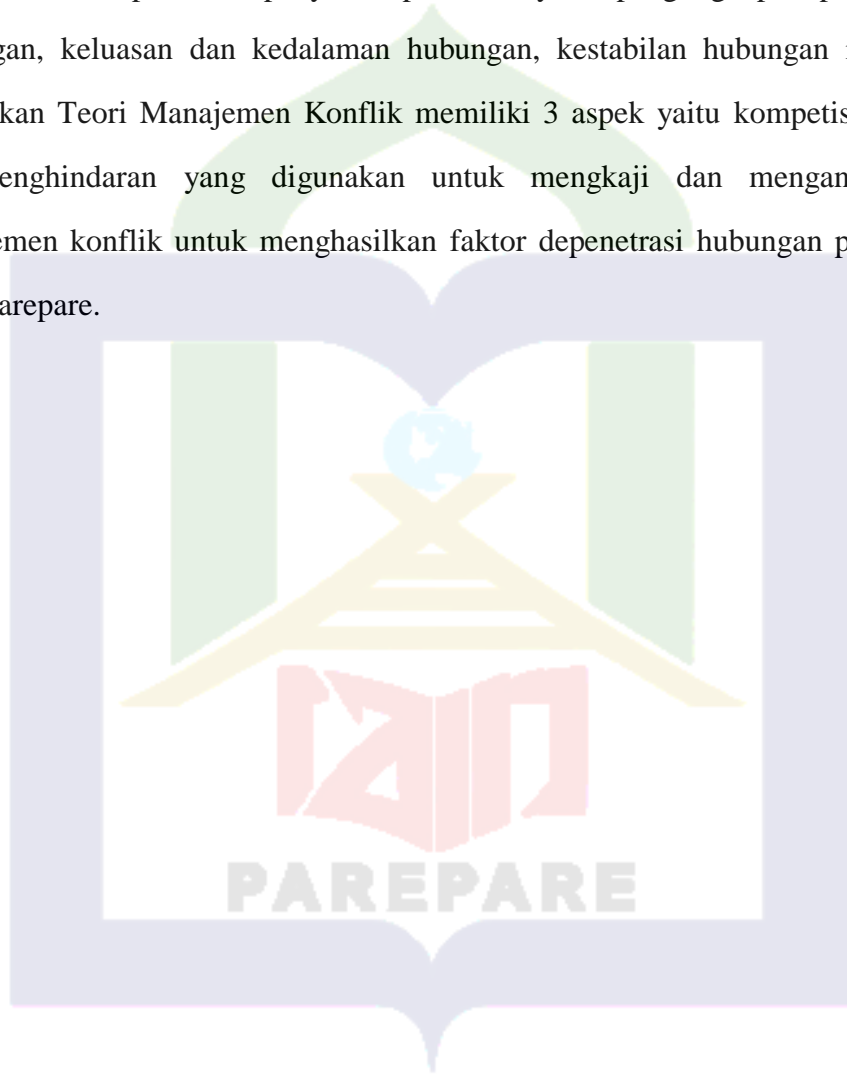 gan, keluasan dan kedalaman hubungan, kestabilan hubungan
kan Teori Manajemen Konflik memiliki 3 aspek yaitu kompetis
enghindaran yang digunakan untuk mengkaji dan mengan
emen konflik untuk menghasilkan faktor depenetrasi hubungan p
arepare.
iain
PAREPARE